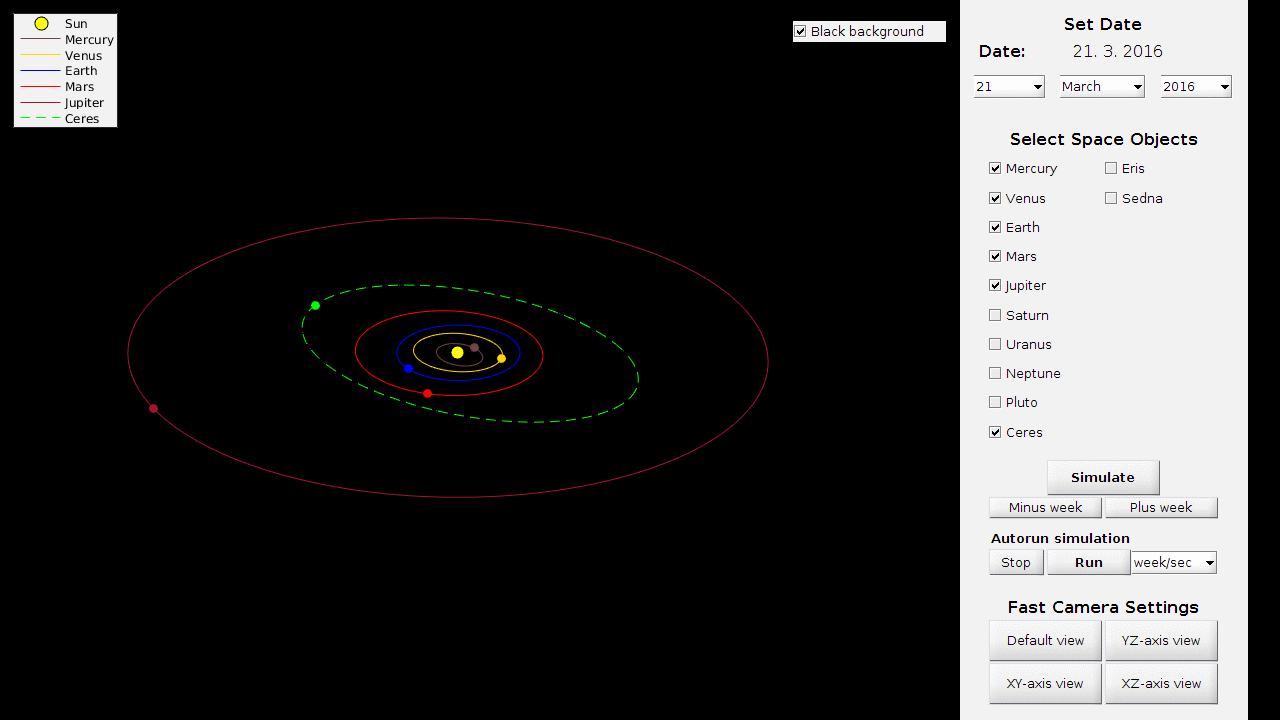 Sun
Mercury
Venus
Earth
Mars
Jupiter
Ceres
Black background
Set Date
Date: 21. 3. 2016
21 March 2016
Select Space Objects
Mercury Eris
Venus Sedna
Earth
Mars
Jupiter
Saturn
Uranus
Neptune
Pluto
Ceres
Simulate
Minus week Plus week
Autorun simulation
Stop Run week/sec
Fast Camera Settings
Default view YZ-axis view
XY-axis view XZ-axis view